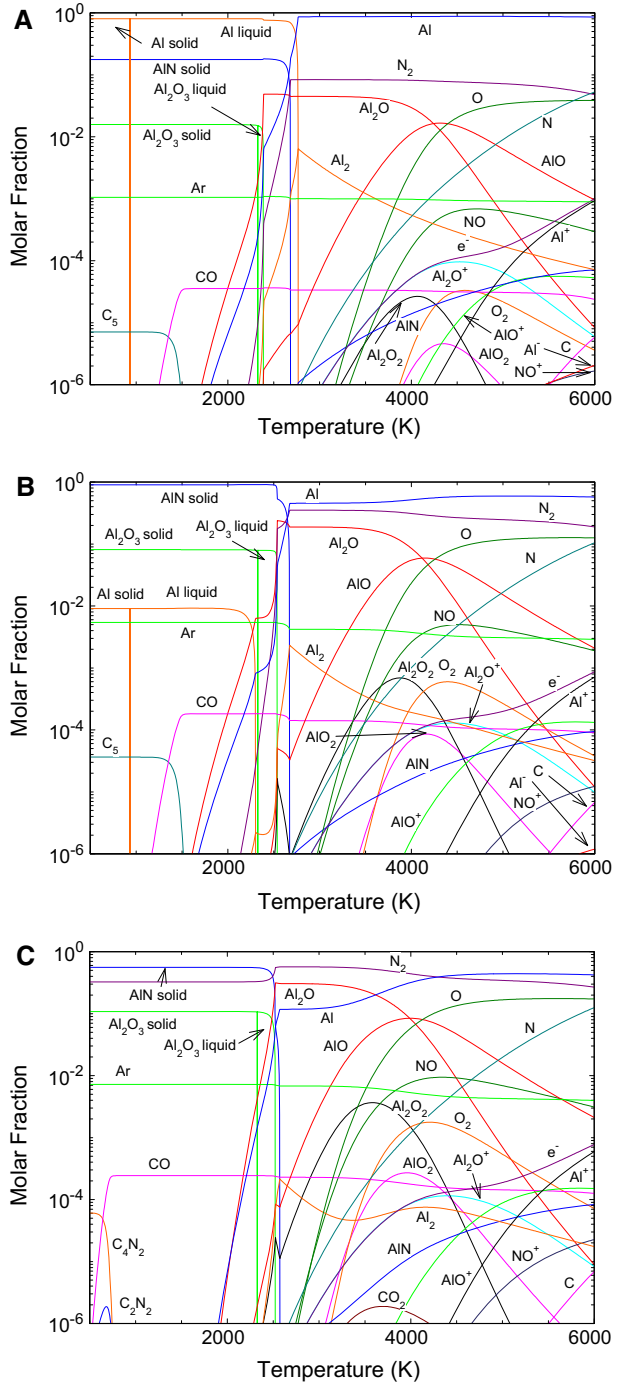 A
10⁰
10⁻²
10⁻⁴
10⁻⁶
Molar Fraction
Al solid
Al liquid
Al
AlN solid
N₂
Al₂O₃ liquid
Al₂O
O
N
Al₂O₃ solid
Al₂
AlO
Ar
NO
Al⁺
e⁻
CO
Al₂O⁺
C₅
O₂
AlN
AlO⁺
Al₂O₂
AlO₂
Al⁻
C
NO⁺
2000
4000
6000
Temperature (K)
B
10⁰
10⁻²
10⁻⁴
10⁻⁶
Molar Fraction
AlN solid
Al
N₂
Al₂O₃ solid
Al₂O₃ liquid
Al₂O
O
N
Al solid
Al liquid
AlO
NO
Ar
Al₂
Al₂O₂
O₂
Al₂O⁺
e⁻
Al⁺
CO
C₅
AlO₂
AlN
C
Al⁻
NO⁺
AlO⁺
2000
4000
6000
Temperature (K)
C
10⁰
10⁻²
10⁻⁴
10⁻⁶
Molar Fraction
N₂
AlN solid
Al₂O
O
Al₂O₃ solid
Al
N
Al₂O₃ liquid
AlO
Ar
NO
Al₂O₂
O₂
CO
AlO₂
Al₂O⁺
e⁻
Al⁺
Al₂
C₄N₂
AlN
NO⁺
C₂N₂
CO₂
AlO⁺
C
2000
4000
6000
Temperature (K)